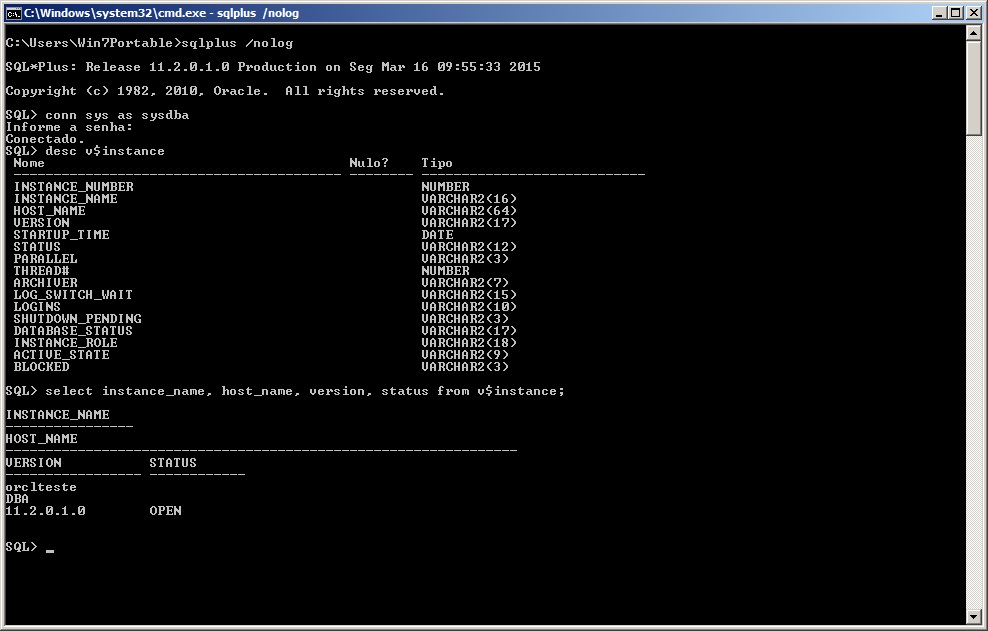 C:\Windows\system32\cmd.exe - sqlplus /nolog
C:\Users\Win7Portable>sqlplus /nolog
SQL*Plus: Release 11.2.0.1.0 Production on Seg Mar 16 09:55:33 2015
Copyright (c) 1982, 2010, Oracle.  All rights reserved.
SQL> conn sys as sysdba
Informe a senha:
Conectado.
SQL> desc v$instance
 Nome                                      Nulo?    Tipo
 ----------------------------------------- -------- ----------------------------
 INSTANCE_NUMBER                                    NUMBER
 INSTANCE_NAME                                      VARCHAR2(16)
 HOST_NAME                                          VARCHAR2(64)
 VERSION                                            VARCHAR2(17)
 STARTUP_TIME                                       DATE
 STATUS                                             VARCHAR2(12)
 PARALLEL                                           VARCHAR2(3)
 THREAD#                                            NUMBER
 ARCHIVER                                           VARCHAR2(7)
 LOG_SWITCH_WAIT                                    VARCHAR2(15)
 LOGINS                                             VARCHAR2(10)
 SHUTDOWN_PENDING                                   VARCHAR2(3)
 DATABASE_STATUS                                    VARCHAR2(17)
 INSTANCE_ROLE                                      VARCHAR2(18)
 ACTIVE_STATE                                       VARCHAR2(9)
 BLOCKED                                            VARCHAR2(3)
SQL> select instance_name, host_name, version, status from v$instance;
INSTANCE_NAME
----------------
HOST_NAME
----------------------------------------------------------------
VERSION           STATUS
----------------- ------------
orclteste
DBA
11.2.0.1.0        OPEN
SQL> _